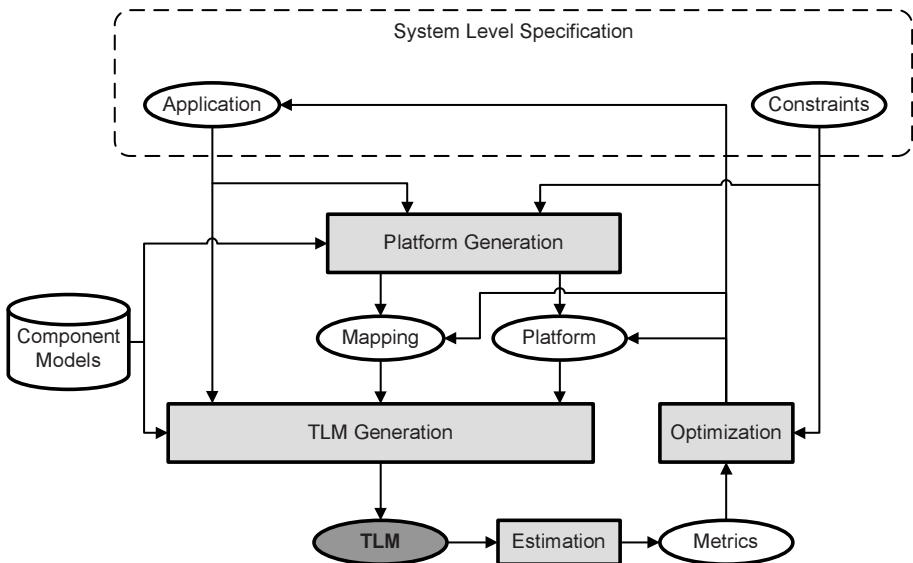 System Level Specification
Application
Constraints
Platform Generation
Component
Models
Mapping
Platform
TLM Generation
Optimization
TLM
Estimation
Metrics